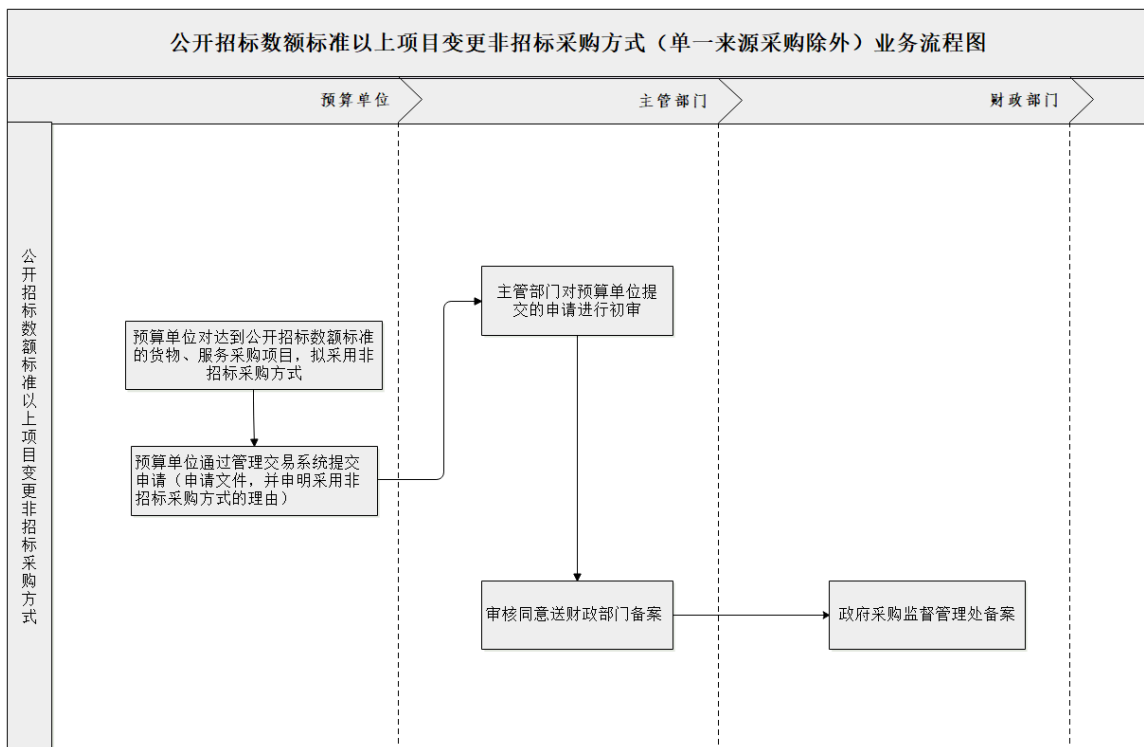 公开招标数额标准以上项目变更非招标采购方式（单一来源采购除外）业务流程图
预算单位
主管部门
财政部门
公开招标数额标准以上项目变更非招标采购方式
预算单位对达到公开招标数额标准
的货物、服务采购项目，拟采用非
招标采购方式
预算单位通过管理交易系统提交
申请（申请文件，并申明采用非
招标采购方式的理由）
主管部门对预算单位提
交的申请进行初审
审核同意送财政部门备案
政府采购监督管理处备案